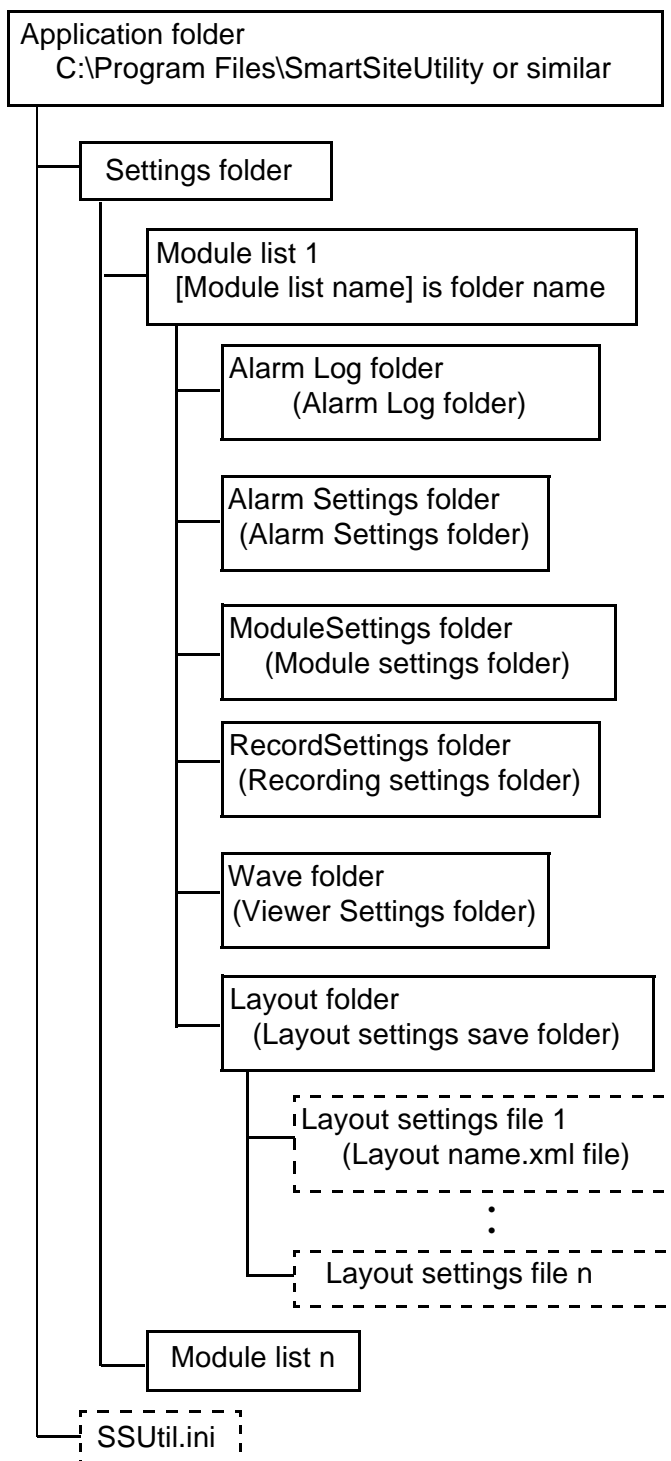 Application folder
C:\Program Files\SmartSiteUtility or similar
Settings folder
Module list 1
[Module list name] is folder name
Alarm Log folder
(Alarm Log folder)
Alarm Settings folder
(Alarm Settings folder)
ModuleSettings folder
(Module settings folder)
RecordSettings folder
(Recording settings folder)
Wave folder
(Viewer Settings folder)
Layout folder
(Layout settings save folder)
Layout settings file 1
(Layout name.xml file)
:
Layout settings file n
Module list n
SSUtil.ini